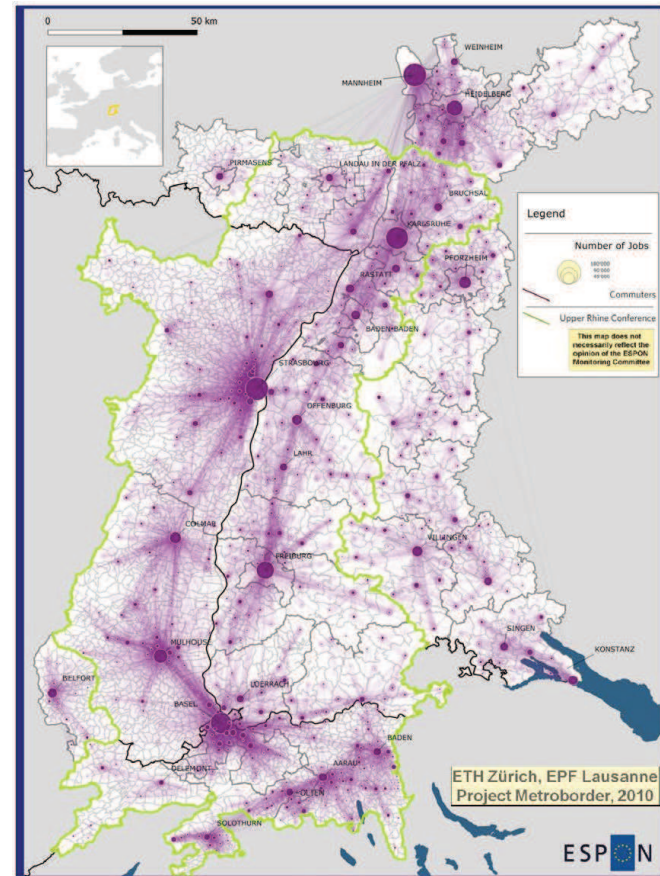 0
50 km
WEINHEIM
MANNHEIM
HEIDELBERG
PIRMASENS
LANDAU IN DER PFALZ
BRUCHSAL
KARLSRUHE
PFORZHEIM
RASTATT
BADEN-BADEN
STRASBOURG
OFFENBURG
LAHR
COLMAR
VILLINGEN
FREIBURG
SINGEN
MULHOUSE
KONSTANZ
BELFORT
LOERRACH
BASEL
BADEN
DELEMONT
AARAU
OLTEN
SOLOTHURN
Legend
Number of Jobs
Commuters
Upper Rhine Conference
This map does not
necessarily reflect the
opinion of the ESPON
Monitoring Committee
ETH Zürich, EPF Lausanne
Project Metroborder, 2010
ESPON